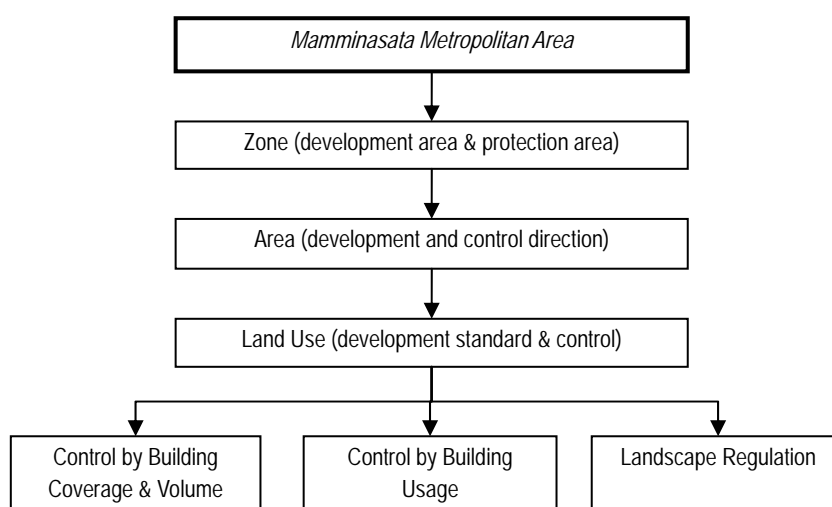 Mamminasata Metropolitan Area
Zone (development area & protection area)
Area (development and control direction)
Land Use (development standard & control)
Control by Building
Coverage & Volume
Control by Building
Usage
Landscape Regulation